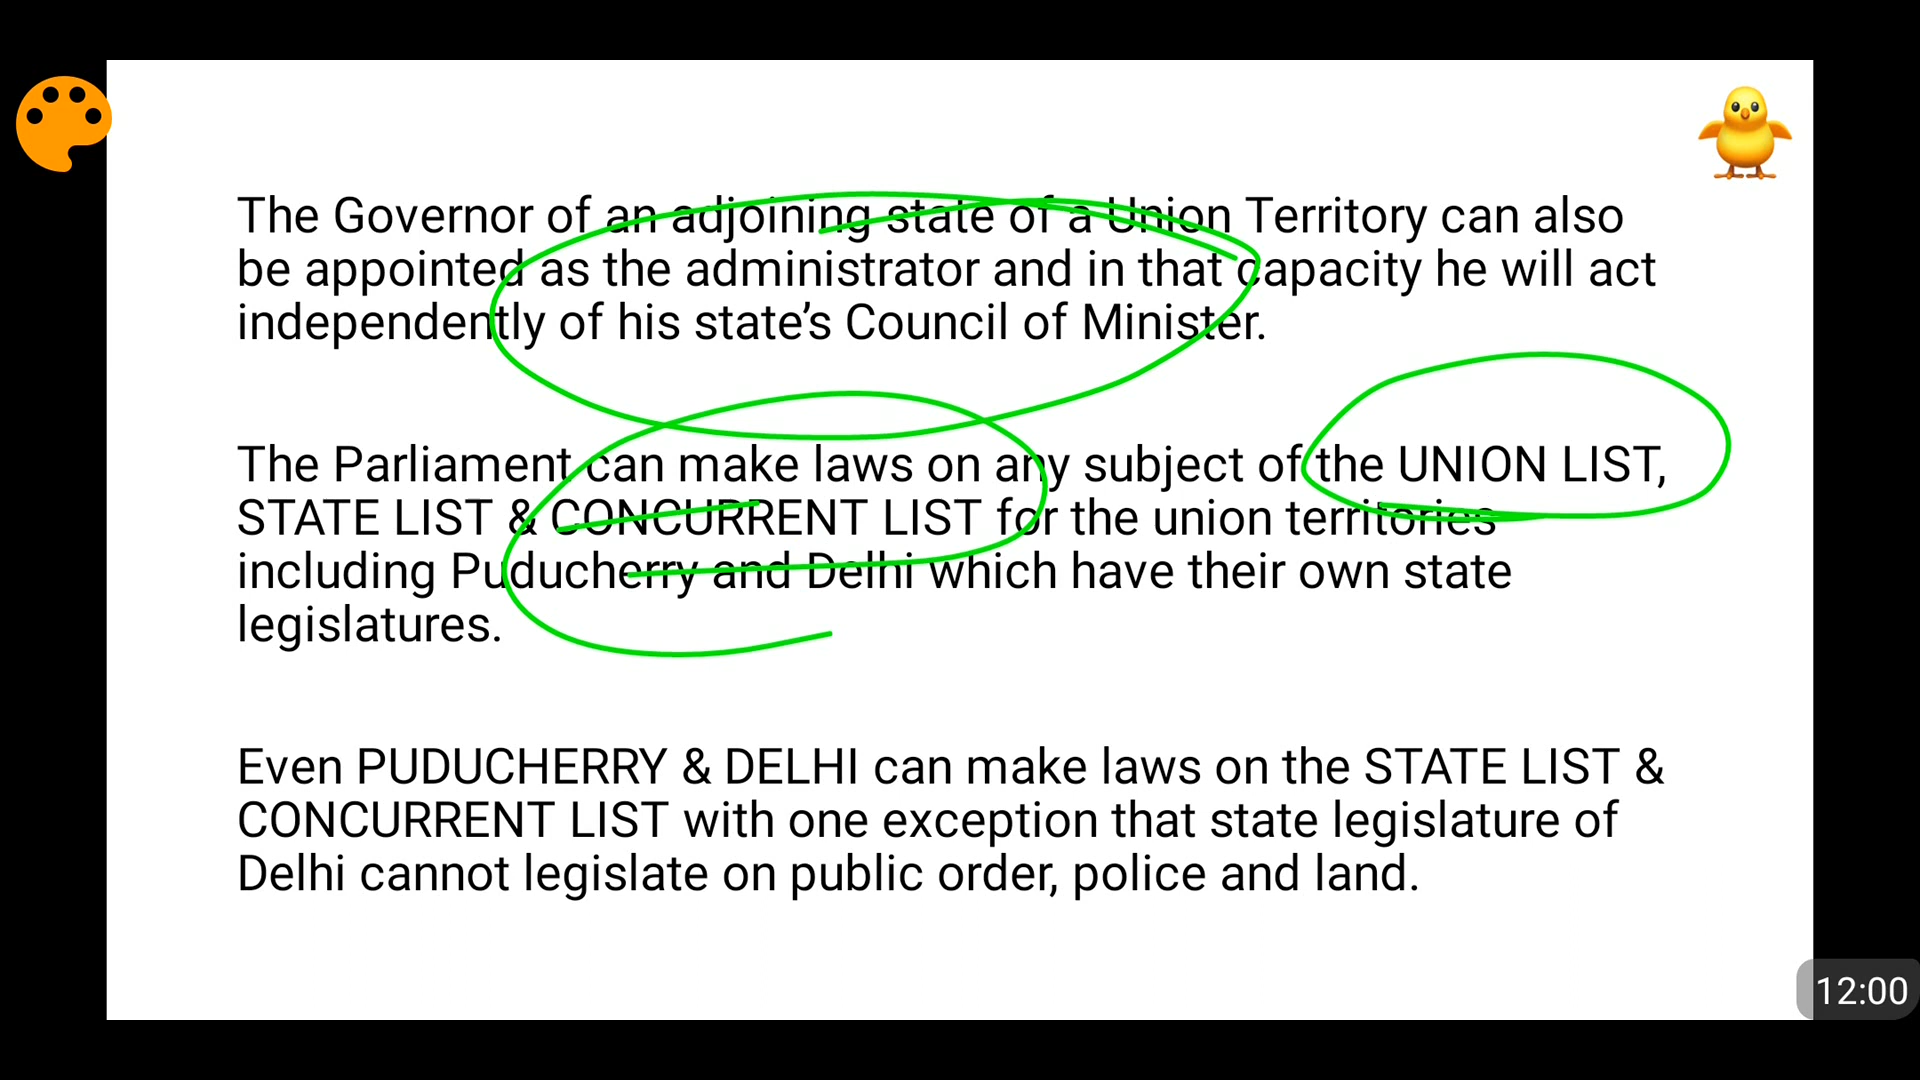 The Governor of an adjoining state of a Union Territory can also
be appointed as the administrator and in that capacity he will act
independently of his state’s Council of Minister.
The Parliament can make laws on any subject of the UNION LIST,
STATE LIST & CONCURRENT LIST for the union territories
including Puducherry and Delhi which have their own state
legislatures.
Even PUDUCHERRY & DELHI can make laws on the STATE LIST &
CONCURRENT LIST with one exception that state legislature of
Delhi cannot legislate on public order, police and land.
12:00